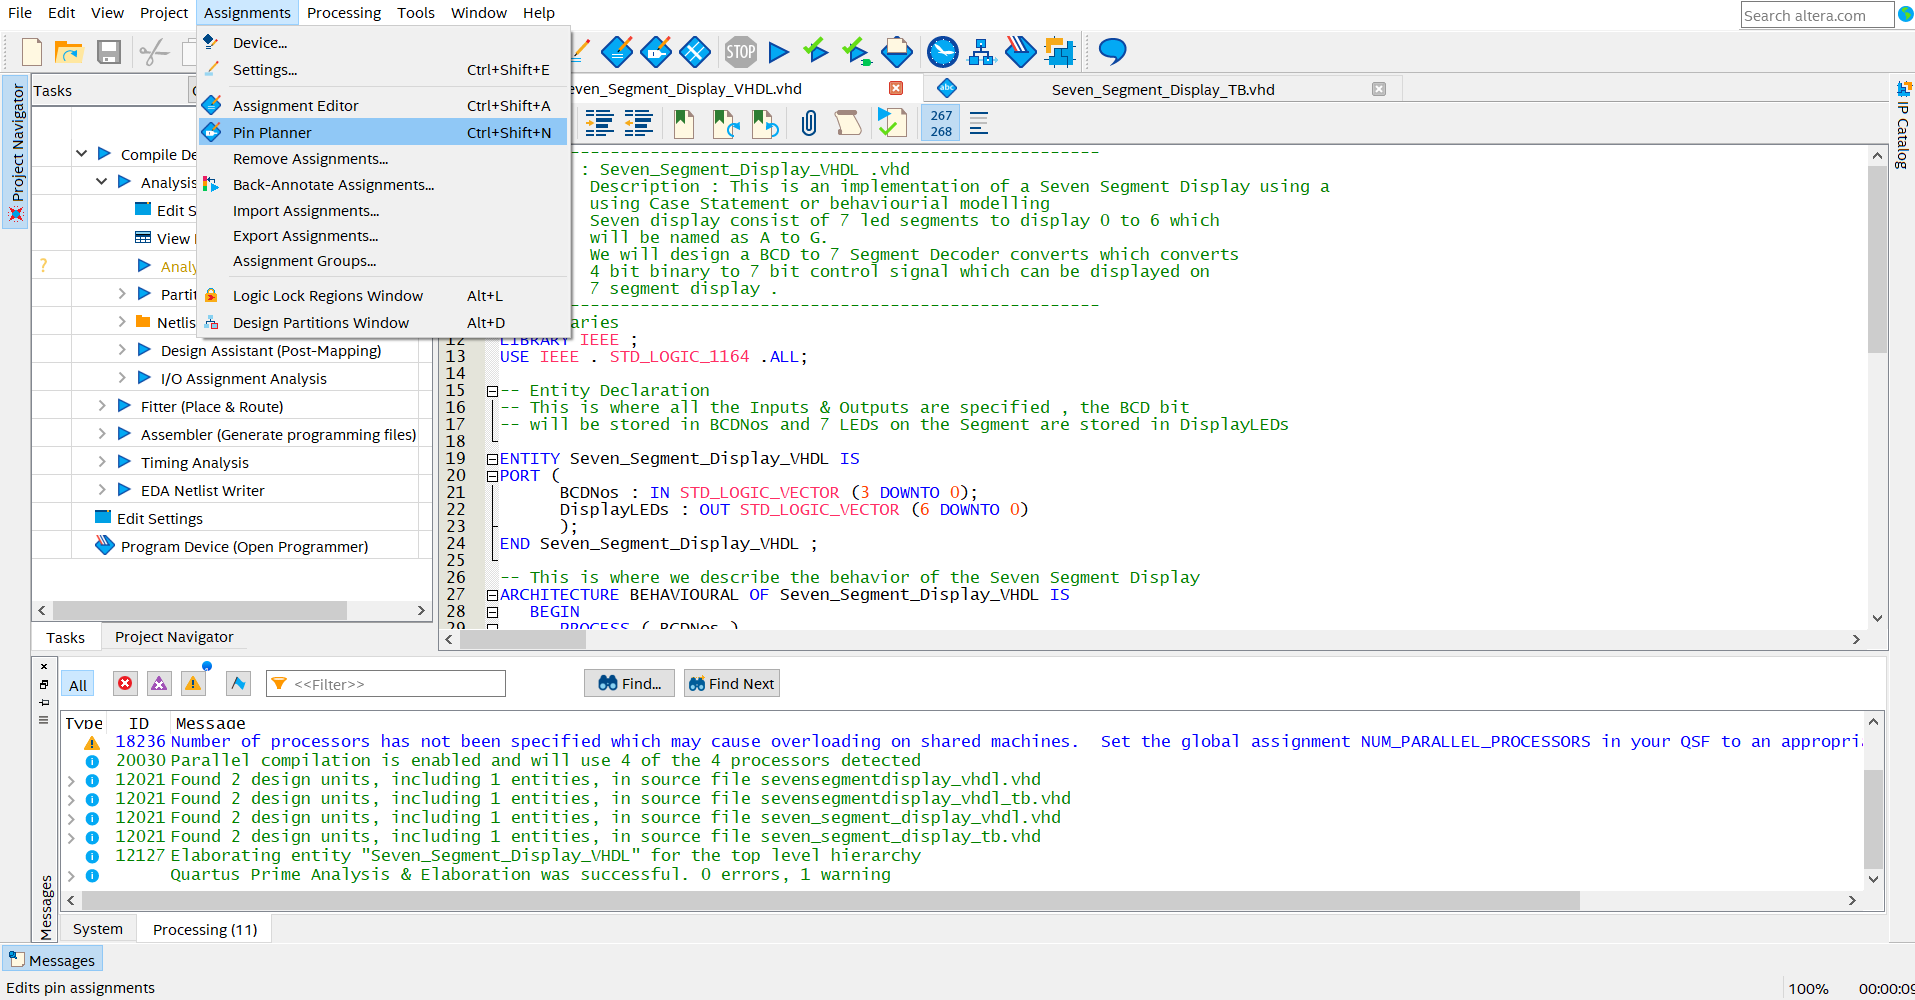 File Edit View Project Assignments Processing Tools Window Help
Search altera.com
Device...
Settings... Ctrl+Shift+E
Assignment Editor Ctrl+Shift+A
Pin Planner Ctrl+Shift+N
Remove Assignments...
Back-Annotate Assignments...
Import Assignments...
Export Assignments...
Assignment Groups...
Logic Lock Regions Window Alt+L
Design Partitions Window Alt+D
STOP
Project Navigator
IP Catalog
Tasks
Compile De
Analysis
Edit S
View
Analy
Partit
Netlis
Design Assistant (Post-Mapping)
I/O Assignment Analysis
Fitter (Place & Route)
Assembler (Generate programming files)
Timing Analysis
EDA Netlist Writer
Edit Settings
Program Device (Open Programmer)
Tasks Project Navigator
even_Segment_Display_VHDL.vhd
abc Seven_Segment_Display_TB.vhd
267
268
: Seven_Segment_Display_VHDL .vhd
Description : This is an implementation of a Seven Segment Display using a
using Case Statement or behaviourial modelling
Seven display consist of 7 led segments to display 0 to 6 which
will be named as A to G.
We will design a BCD to 7 Segment Decoder converts which converts
4 bit binary to 7 bit control signal which can be displayed on
7 segment display .
aries
12 LIBRARY IEEE ;
13 USE IEEE . STD_LOGIC_1164 .ALL;
14
15 -- Entity Declaration
16 -- This is where all the Inputs & Outputs are specified , the BCD bit
17 -- will be stored in BCDNos and 7 LEDs on the Segment are stored in DisplayLEDs
18
19 ENTITY Seven_Segment_Display_VHDL IS
20 PORT (
21 BCDNos : IN STD_LOGIC_VECTOR (3 DOWNTO 0);
22 DisplayLEDs : OUT STD_LOGIC_VECTOR (6 DOWNTO 0)
23 );
24 END Seven_Segment_Display_VHDL ;
25
26 -- This is where we describe the behavior of the Seven Segment Display
27 ARCHITECTURE BEHAVIOURAL OF Seven_Segment_Display_VHDL IS
28 BEGIN
29 PROCESS ( BCDNos )
All <<Filter>> Find... Find Next
Type ID Message
18236 Number of processors has not been specified which may cause overloading on shared machines. Set the global assignment NUM_PARALLEL_PROCESSORS in your QSF to an appropri
20030 Parallel compilation is enabled and will use 4 of the 4 processors detected
12021 Found 2 design units, including 1 entities, in source file sevensegmentdisplay_vhdl.vhd
12021 Found 2 design units, including 1 entities, in source file sevensegmentdisplay_vhdl_tb.vhd
12021 Found 2 design units, including 1 entities, in source file seven_segment_display_vhdl.vhd
12021 Found 2 design units, including 1 entities, in source file seven_segment_display_tb.vhd
12127 Elaborating entity "Seven_Segment_Display_VHDL" for the top level hierarchy
Quartus Prime Analysis & Elaboration was successful. 0 errors, 1 warning
Messages
System Processing (11)
Messages
Edits pin assignments
100% 00:00:09